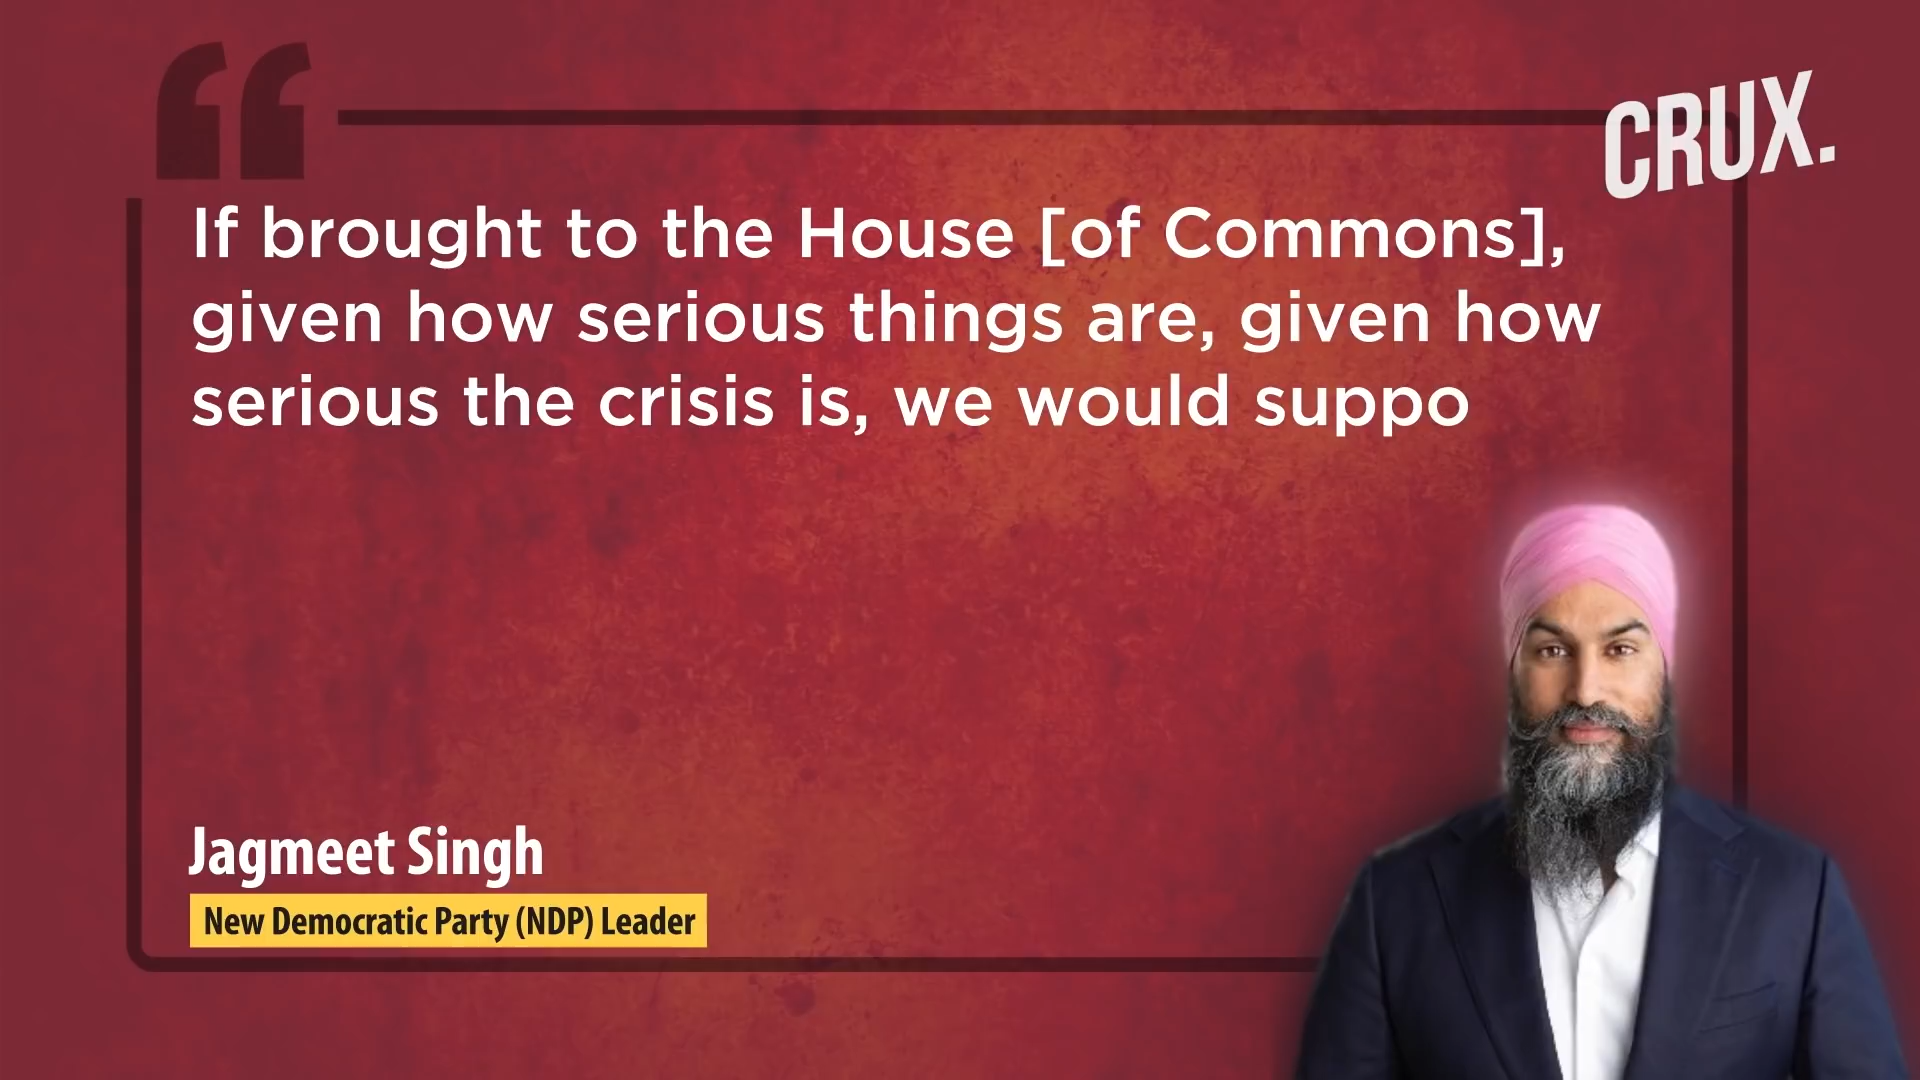 CRUX.
If brought to the House [of Commons],
given how serious things are, given how
serious the crisis is, we would suppo
Jagmeet Singh
New Democratic Party (NDP) Leader